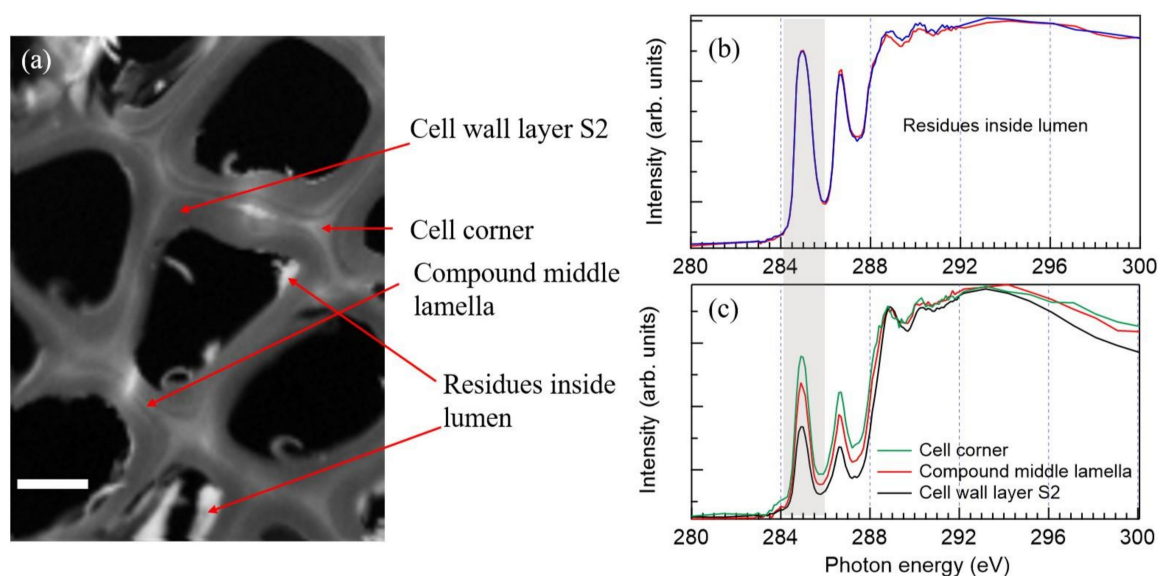 (a)
Cell wall layer S2
Cell corner
Compound middle
lamella
Residues inside
lumen
(b)
Intensity (arb. units)
Residues inside lumen
280 284 288 292 296 300
(c)
Intensity (arb. units)
Cell corner
Compound middle lamella
Cell wall layer S2
280 284 288 292 296 300
Photon energy (eV)